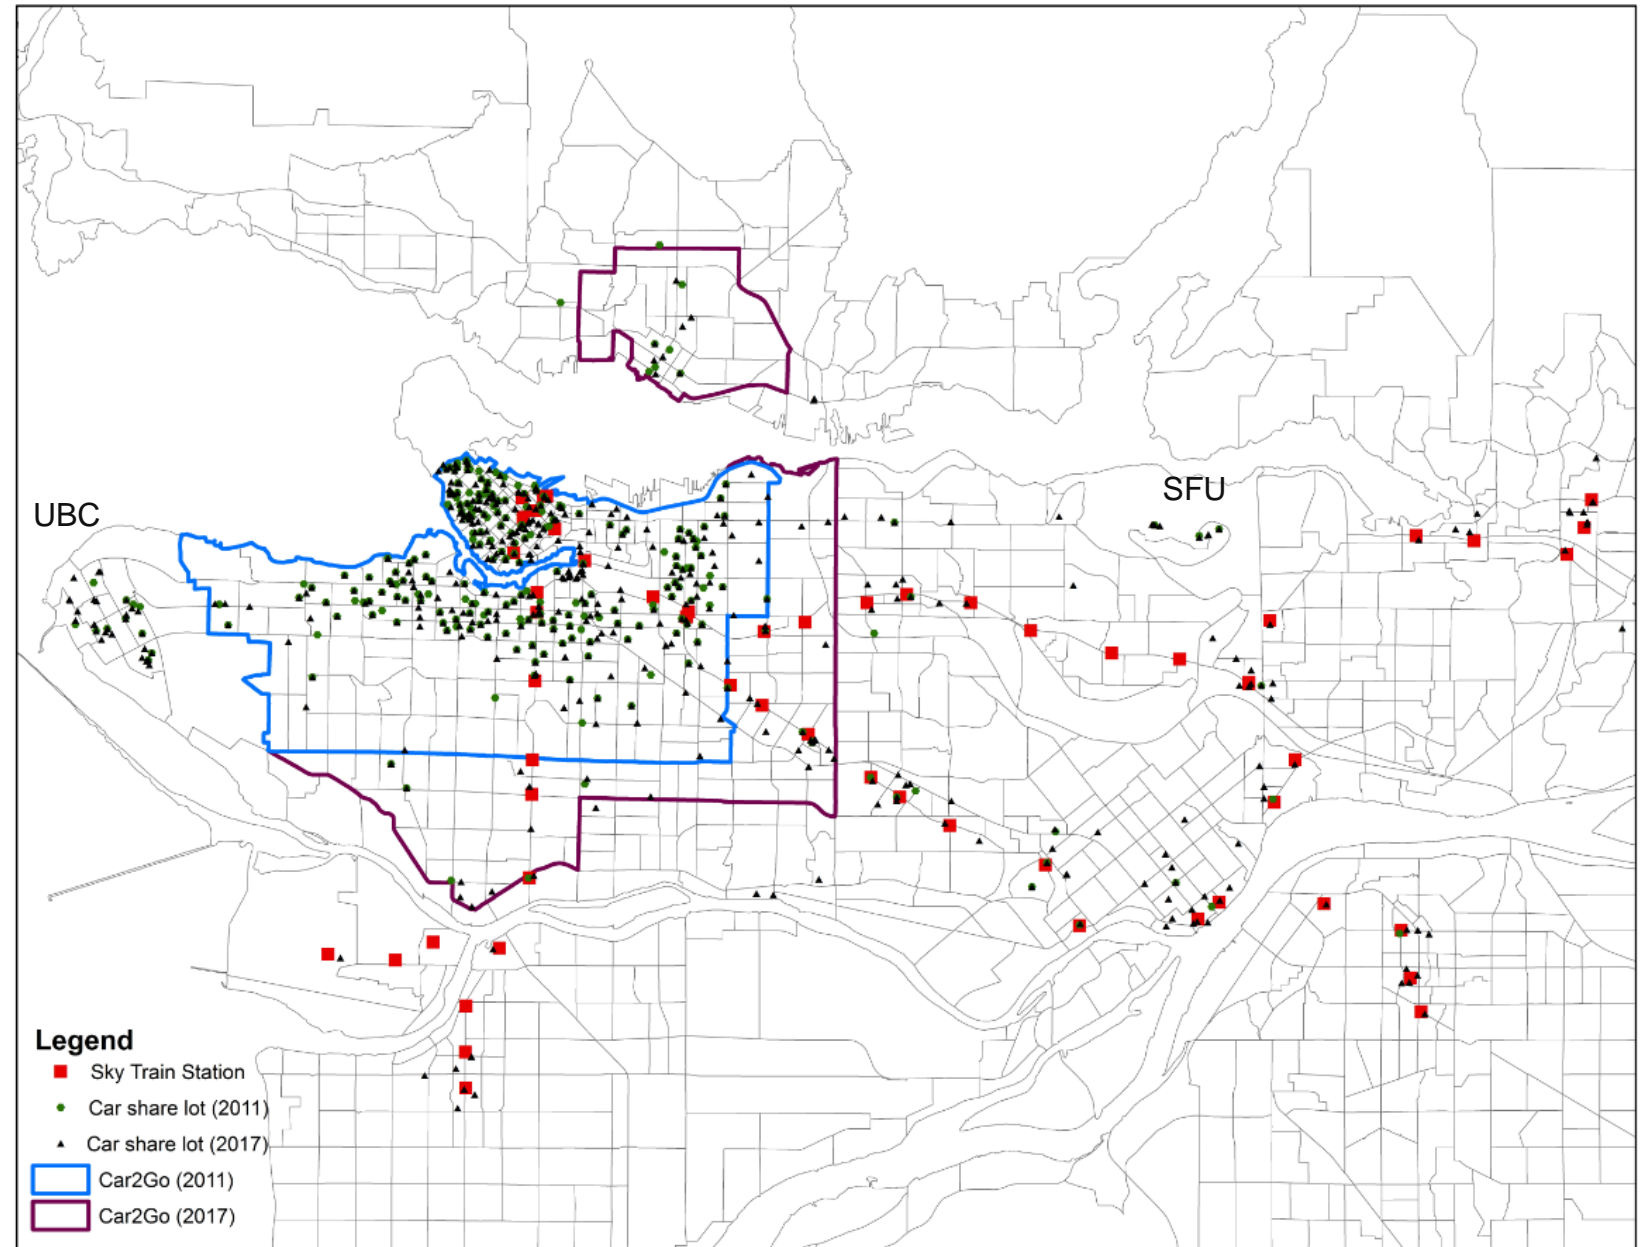 SFU
UBC
Legend
Sky Train Station
Car share lot (2011)
Car share lot (2017)
Car2Go (2011)
Car2Go (2017)